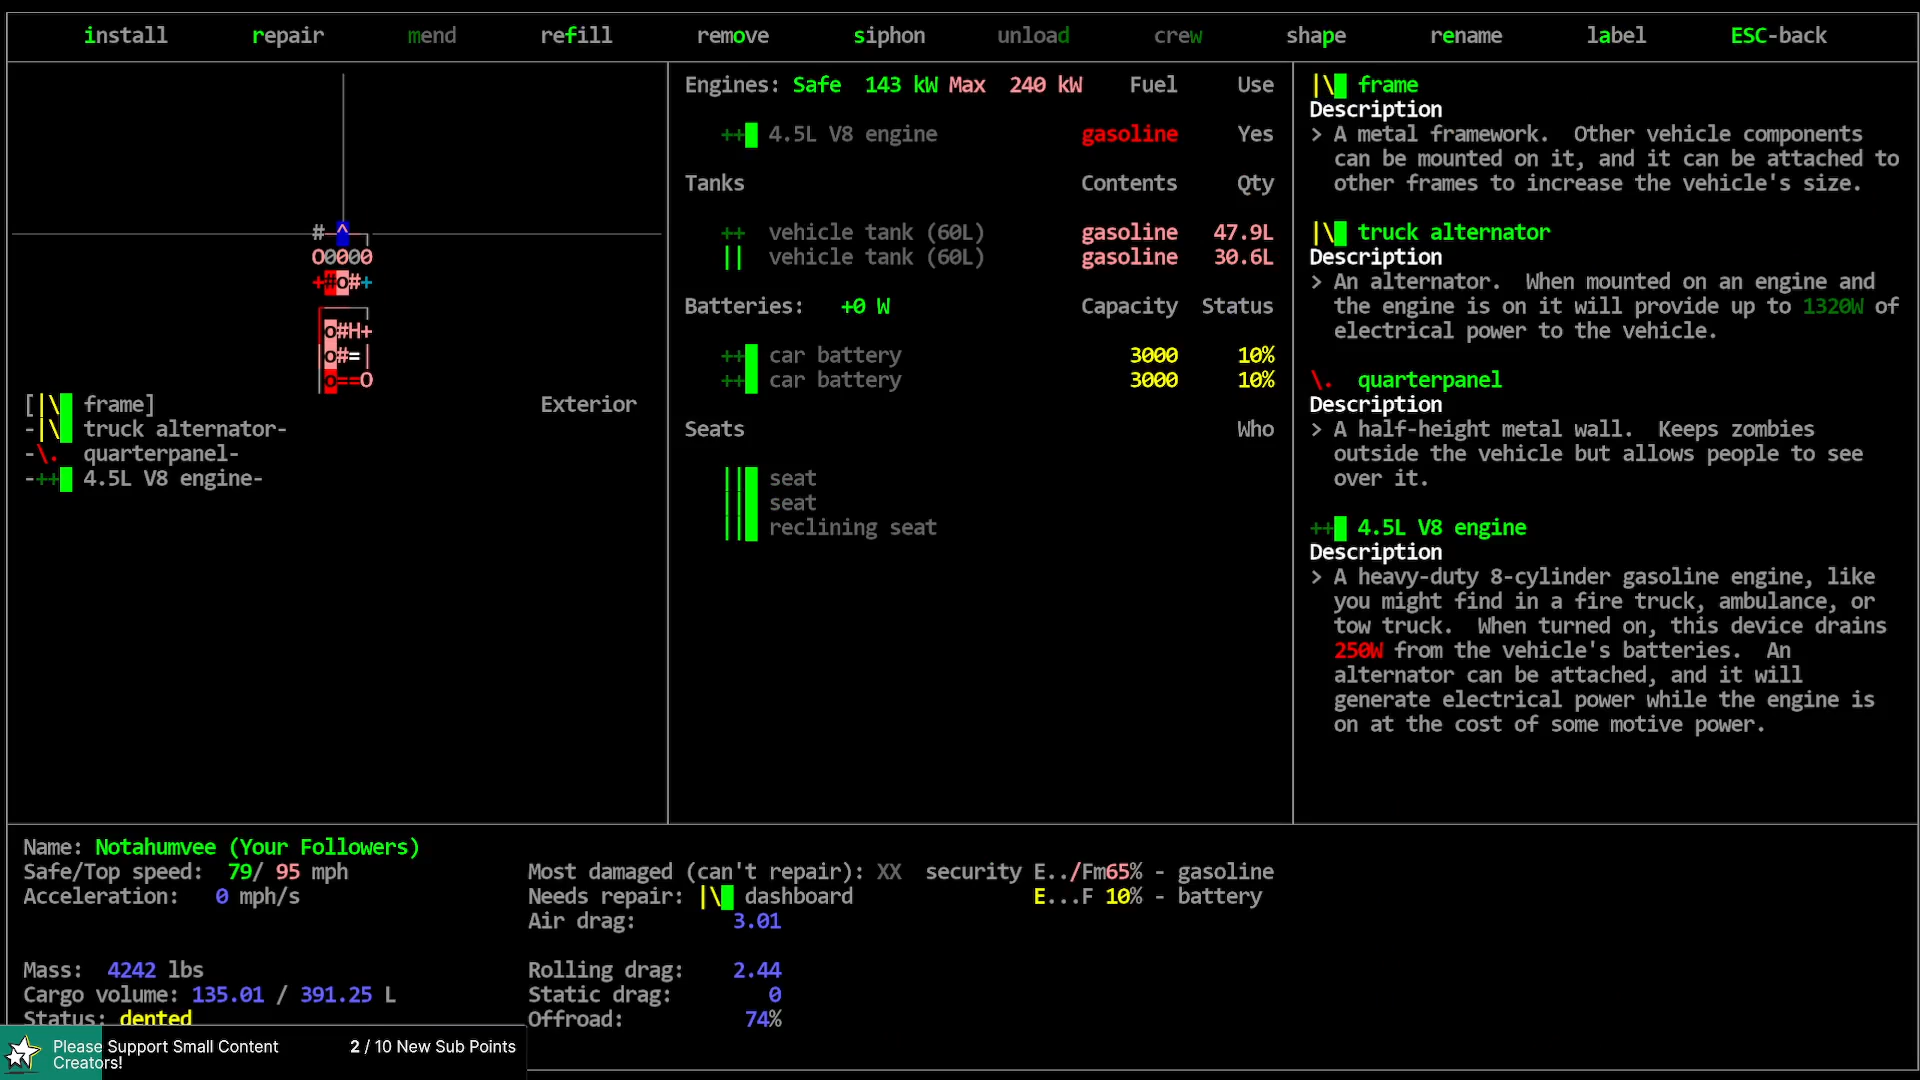 install repair mend refill remove siphon unload crew shape rename label ESC-back
Engines: Safe 143 kW Max 240 kW Fuel Use
++ 4.5L V8 engine gasoline Yes
Tanks Contents Qty
++ vehicle tank (60L) gasoline 47.9L
|| vehicle tank (60L) gasoline 30.6L
Batteries: +0 W Capacity Status
++ car battery 3000 10%
++ car battery 3000 10%
Seats Who
|| seat
|| seat
|| reclining seat
#-^-┐
OOOOO
+#o#+
o#H+
o#=|
o==O
[|\ frame] Exterior
-|\ truck alternator-
-\. quarterpanel-
-++ 4.5L V8 engine-
|\ frame
Description
> A metal framework. Other vehicle components
can be mounted on it, and it can be attached to
other frames to increase the vehicle's size.
|\ truck alternator
Description
> An alternator. When mounted on an engine and
the engine is on it will provide up to 1320W of
electrical power to the vehicle.
\. quarterpanel
Description
> A half-height metal wall. Keeps zombies
outside the vehicle but allows people to see
over it.
++ 4.5L V8 engine
Description
> A heavy-duty 8-cylinder gasoline engine, like
you might find in a fire truck, ambulance, or
tow truck. When turned on, this device drains
250W from the vehicle's batteries. An
alternator can be attached, and it will
generate electrical power while the engine is
on at the cost of some motive power.
Name: Notahumvee (Your Followers)
Safe/Top speed: 79/ 95 mph
Acceleration: 0 mph/s
Mass: 4242 lbs
Cargo volume: 135.01 / 391.25 L
Status: dented
Most damaged (can't repair): XX security E../Fm65% - gasoline
Needs repair: |\ dashboard E...F 10% - battery
Air drag: 3.01
Rolling drag: 2.44
Static drag: 0
Offroad: 74%
Please Support Small Content Creators!
2 / 10 New Sub Points